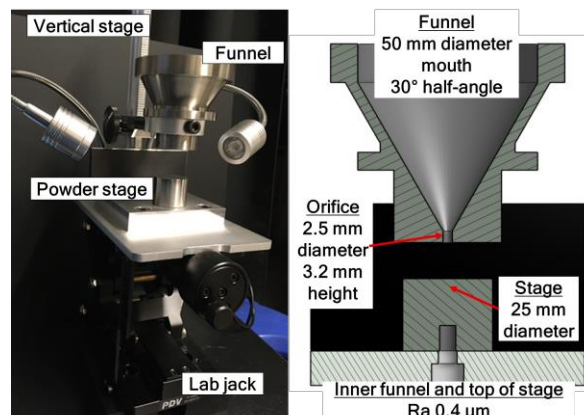 Vertical stage
Funnel
Powder stage
Lab jack
PDV
Funnel
50 mm diameter
mouth
30° half-angle
Orifice
2.5 mm
diameter
3.2 mm
height
Stage
25 mm
diameter
Inner funnel and top of stage
Ra 0.4 µm